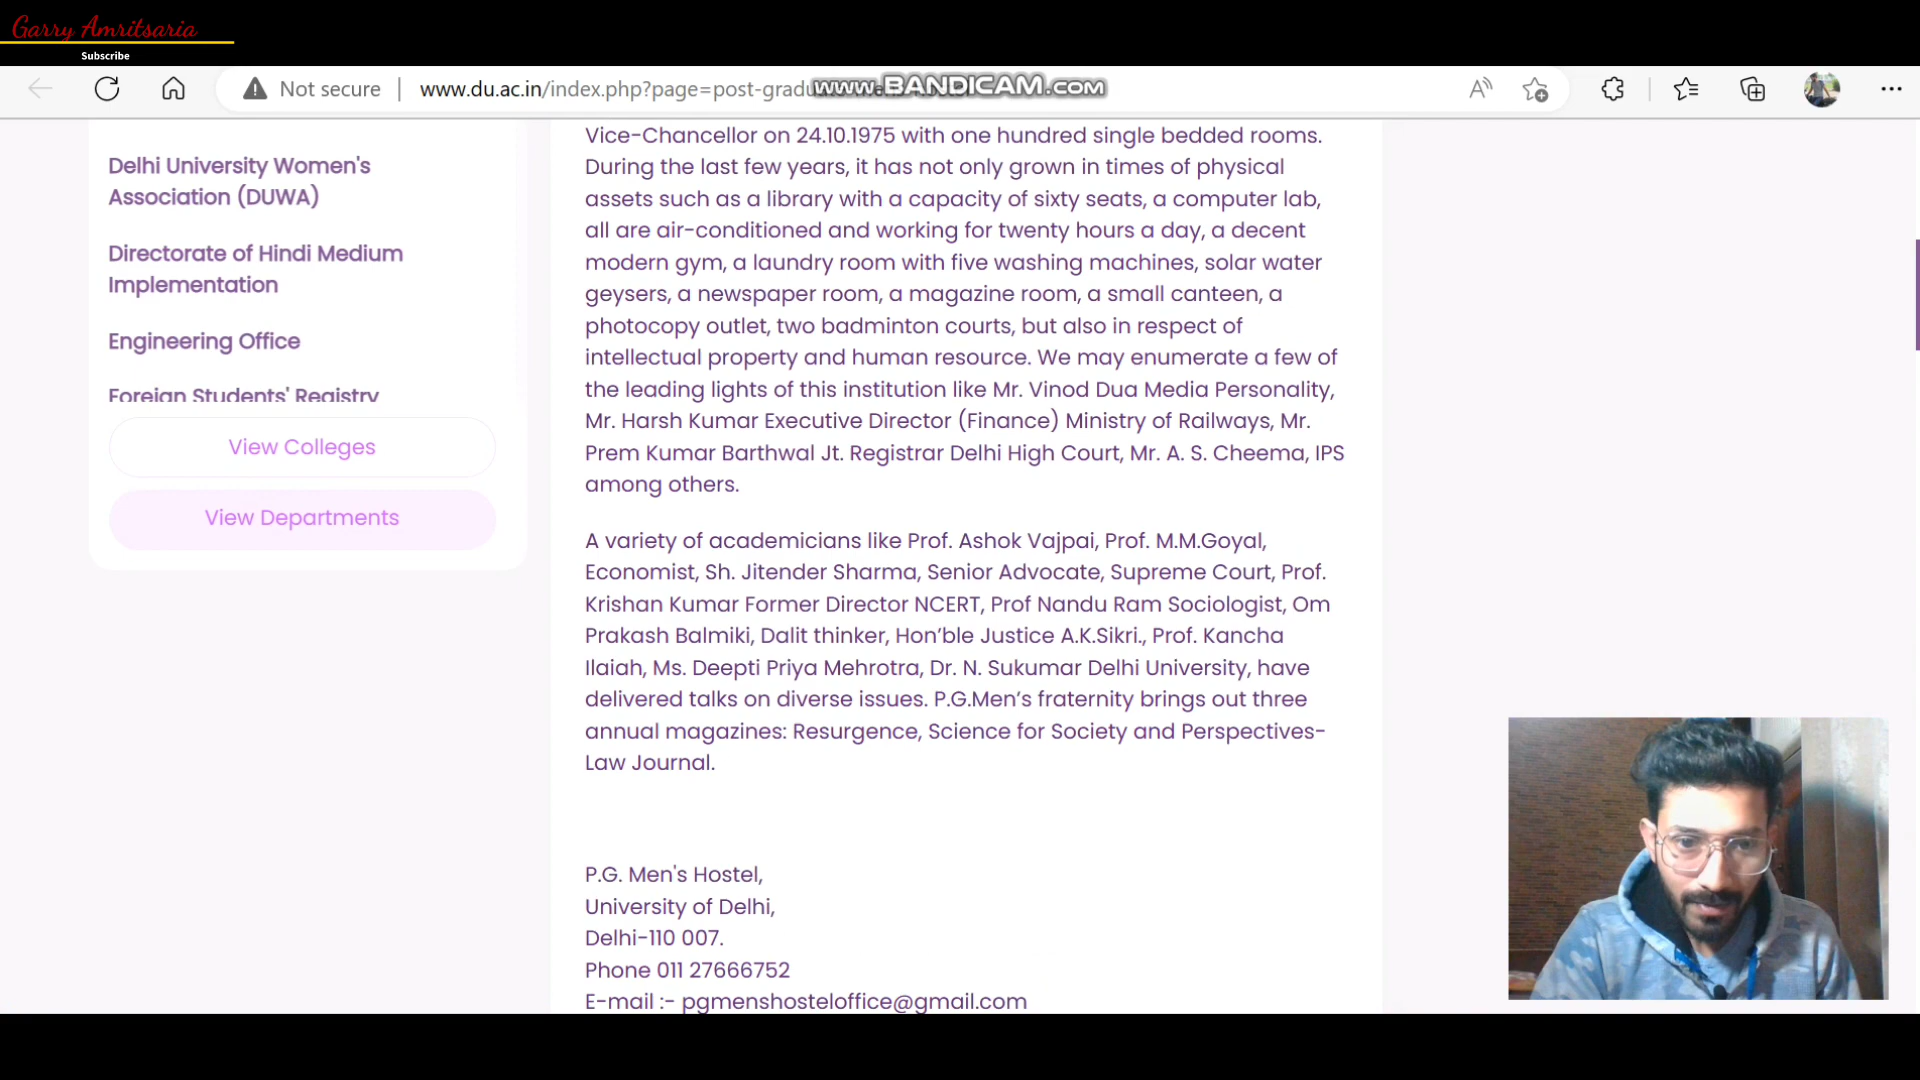 Garry Amritsaria
Subscribe
Not secure
www.du.ac.in/index.php?page=post-gradu
www.BANDICAM.com
Delhi University Women's
Association (DUWA)
Directorate of Hindi Medium
Implementation
Engineering Office
Foreign Students' Registry
View Colleges
View Departments
Vice-Chancellor on 24.10.1975 with one hundred single bedded rooms.
During the last few years, it has not only grown in times of physical
assets such as a library with a capacity of sixty seats, a computer lab,
all are air-conditioned and working for twenty hours a day, a decent
modern gym, a laundry room with five washing machines, solar water
geysers, a newspaper room, a magazine room, a small canteen, a
photocopy outlet, two badminton courts, but also in respect of
intellectual property and human resource. We may enumerate a few of
the leading lights of this institution like Mr. Vinod Dua Media Personality,
Mr. Harsh Kumar Executive Director (Finance) Ministry of Railways, Mr.
Prem Kumar Barthwal Jt. Registrar Delhi High Court, Mr. A. S. Cheema, IPS
among others.
A variety of academicians like Prof. Ashok Vajpai, Prof. M.M.Goyal,
Economist, Sh. Jitender Sharma, Senior Advocate, Supreme Court, Prof.
Krishan Kumar Former Director NCERT, Prof Nandu Ram Sociologist, Om
Prakash Balmiki, Dalit thinker, Hon’ble Justice A.K.Sikri., Prof. Kancha
Ilaiah, Ms. Deepti Priya Mehrotra, Dr. N. Sukumar Delhi University, have
delivered talks on diverse issues. P.G.Men’s fraternity brings out three
annual magazines: Resurgence, Science for Society and Perspectives-
Law Journal.
P.G. Men's Hostel,
University of Delhi,
Delhi-110 007.
Phone 011 27666752
E-mail :- pgmenshosteloffice@gmail.com